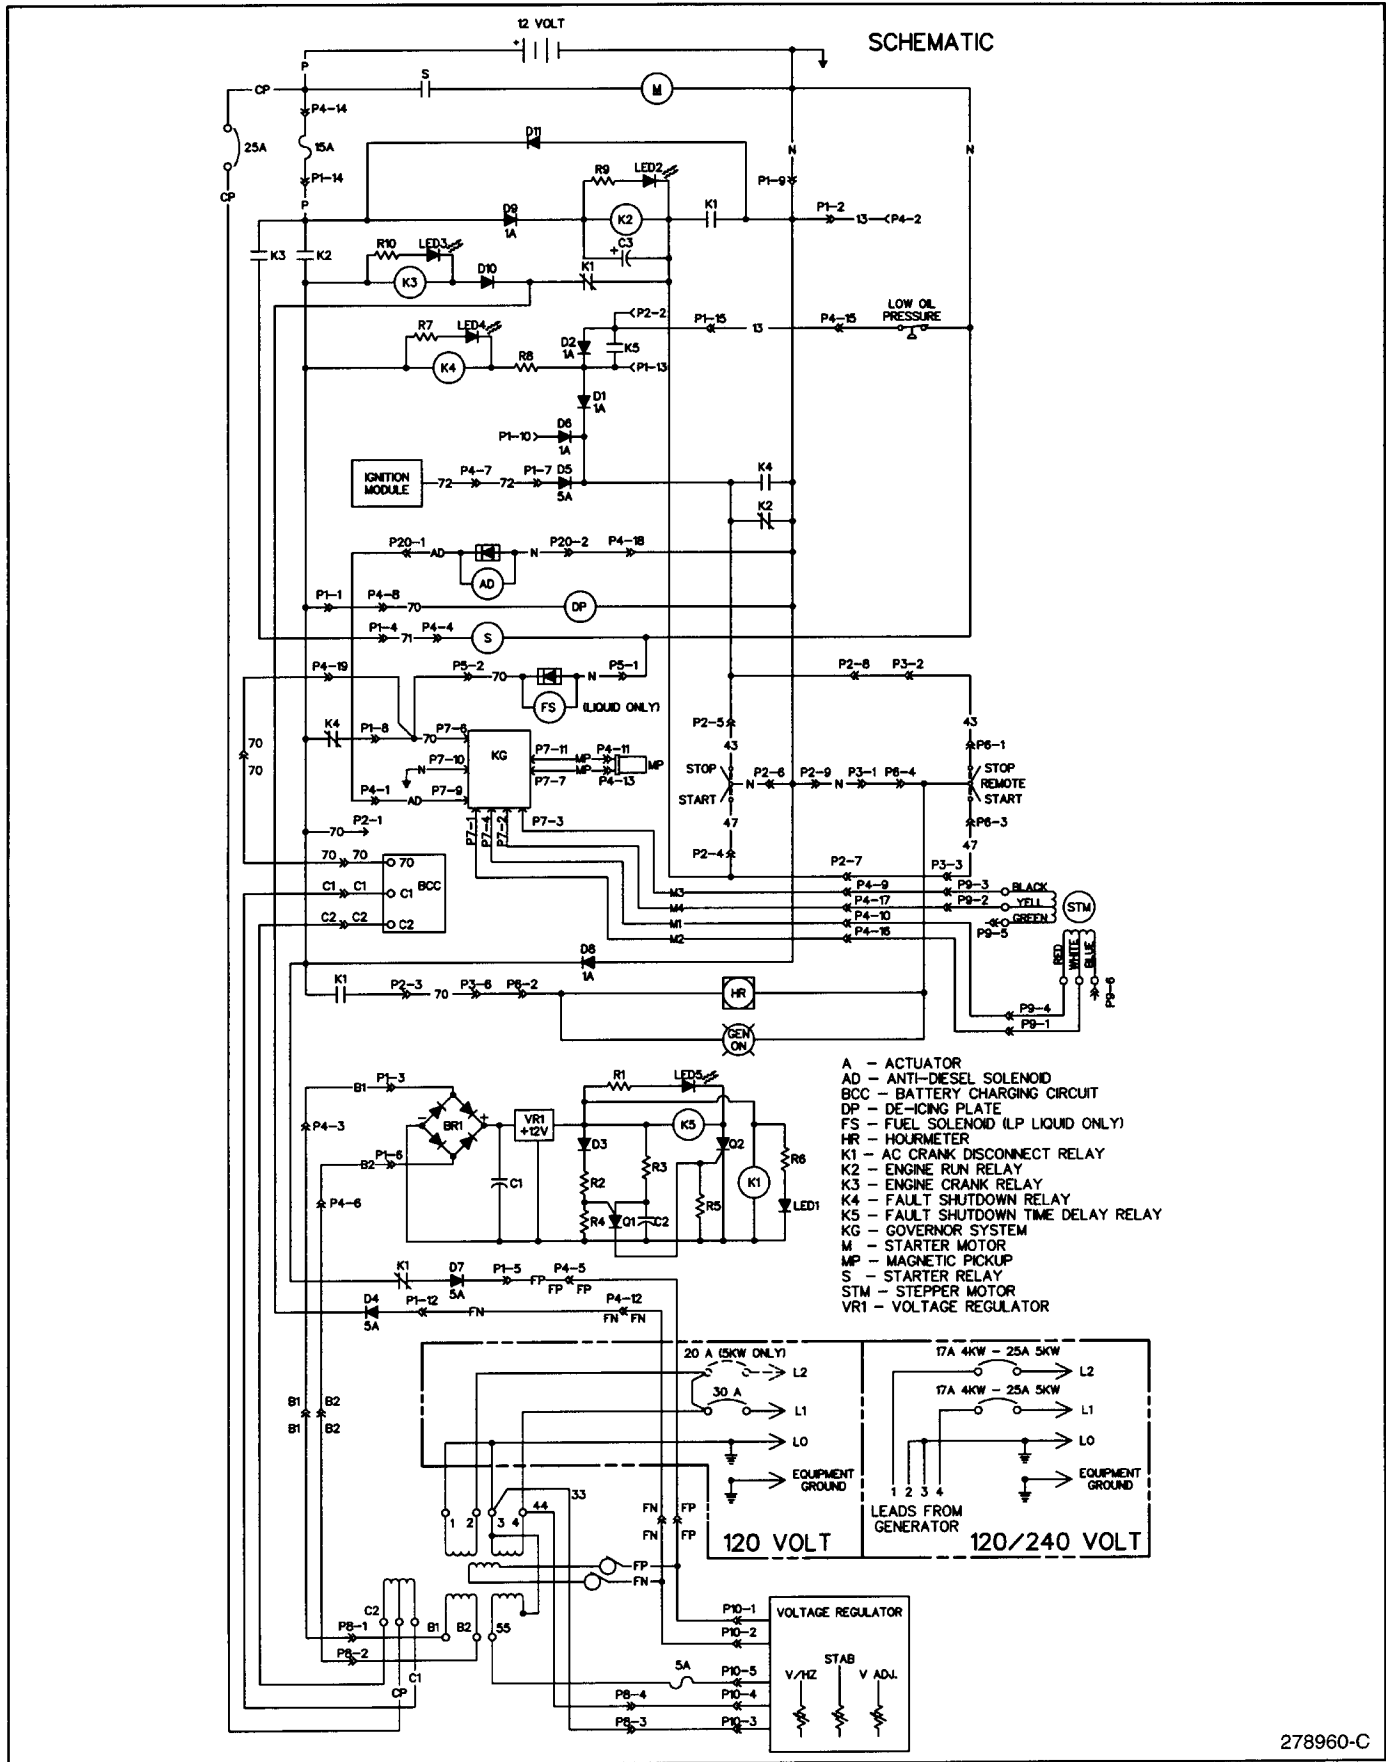 12 VOLT
SCHEMATIC
+
P
S
CP
M
P4-14
25A
15A
D11
N
N
P1-14
R9
LED2
P1-9
CP
P
D9
1A
K2
K1
P1-2
13
P4-2
+
C3
K3
K2
R10
LED3
K3
D10
K1
LOW OIL
PRESSURE
P2-2
P1-15
13
P4-15
R7
LED4
D2
1A
K5
K4
R8
P1-13
D1
1A
P1-10
D6
1A
IGNITION
MODULE
72
P4-7
72
P1-7
D5
5A
K4
K2
P20-1
AD
N
P20-2
P4-18
AD
P1-1
P4-8
70
DP
P1-4
71
P4-4
S
P4-19
P5-2
70
N
P5-1
P2-8
P3-2
FS
(LIQUID ONLY)
K4
P1-8
70
P7-6
KG
P2-5
43
43
P6-1
70
70
P7-11
MP
P4-11
MP
N
P7-10
P7-7
MP
P4-13
STOP
START
N
P2-6
P2-9
N
P3-1
P6-4
STOP
REMOTE
START
P4-1
AD
P7-9
P7-1
P7-4
P7-2
P7-3
47
P6-3
70
P2-1
47
P2-4
P2-7
P3-3
70
70
70
BCC
C1
C1
C1
C2
C2
C2
M3
P4-9
P9-3
BLACK
M4
P4-17
P9-2
YELL
STM
M1
P4-10
P9-5
GREEN
M2
P4-16
RED
WHITE
BLUE
P9-6
D8
1A
K1
P2-3
70
P3-6
P6-2
HR
P9-4
P9-1
GEN
ON
A - ACTUATOR
AD - ANTI-DIESEL SOLENOID
BCC - BATTERY CHARGING CIRCUIT
DP - DE-ICING PLATE
FS - FUEL SOLENOID (LP LIQUID ONLY)
HR - HOURMETER
K1 - AC CRANK DISCONNECT RELAY
K2 - ENGINE RUN RELAY
K3 - ENGINE CRANK RELAY
K4 - FAULT SHUTDOWN RELAY
K5 - FAULT SHUTDOWN TIME DELAY RELAY
KG - GOVERNOR SYSTEM
M - STARTER MOTOR
MP - MAGNETIC PICKUP
S - STARTER RELAY
STM - STEPPER MOTOR
VR1 - VOLTAGE REGULATOR
B1
P1-3
R1
LED5
P4-3
-
BR1
+
VR1
+12V
K5
B2
P1-6
D3
Q2
R6
P4-6
C1
R2
R3
K1
R4
Q1
C2
R5
LED1
K1
D7
5A
P1-5
FP
P4-5
FP
FP
D4
5A
P1-12
FN
P4-12
FN
FN
20 A (5KW ONLY)
L2
30 A
L1
L0
EQUIPMENT
GROUND
120 VOLT
17A 4KW - 25A 5KW
L2
17A 4KW - 25A 5KW
L1
L0
EQUIPMENT
GROUND
1 2 3 4
LEADS FROM
GENERATOR
120/240 VOLT
B1
B2
B1
B2
33
44
FN
FP
FN
FP
1
2
3
4
FP
FN
C2
P8-1
B1
B2
55
P8-2
C1
CP
P10-1
VOLTAGE REGULATOR
P10-2
STAB
5A
P10-5
V/HZ
V ADJ.
P8-4
P10-4
P8-3
P10-3
278960-C